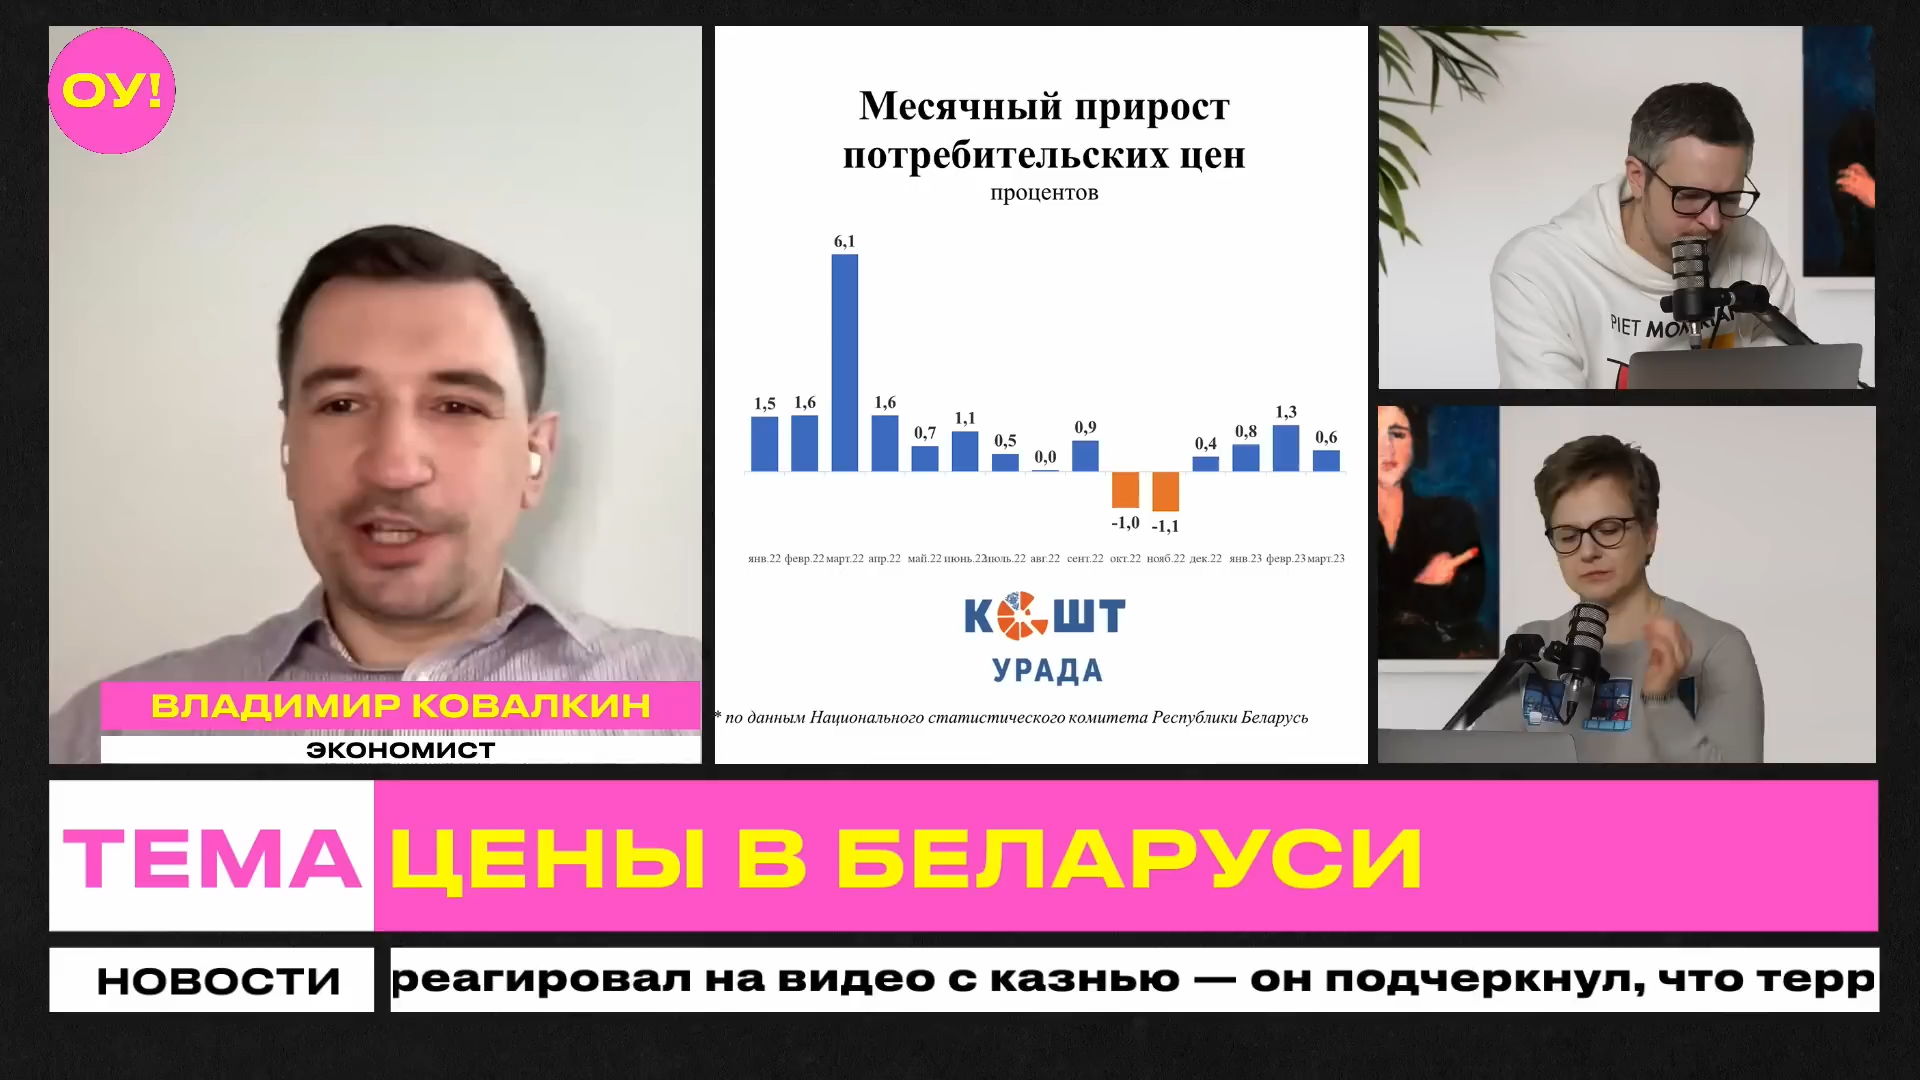 ОУ!
Месячный прирост
потребительских цен
процентов
6,1
1,5 1,6 1,6 0,7 1,1 0,5 0,0 0,9 0,4 0,8 1,3 0,6
-1,0 -1,1
янв.22 февр.22 март.22 апр.22 май.22 июнь.22 июль.22 авг.22 сент.22 окт.22 нояб.22 дек.22 янв.23 февр.23 март.23
КОШТ
УРАДА
* по данным Национального статистического комитета Республики Беларусь
PIET MONDRIAN
ВЛАДИМИР КОВАЛКИН
ЭКОНОМИСТ
ТЕМА ЦЕНЫ В БЕЛАРУСИ
НОВОСТИ реагировал на видео с казнью — он подчеркнул, что терр